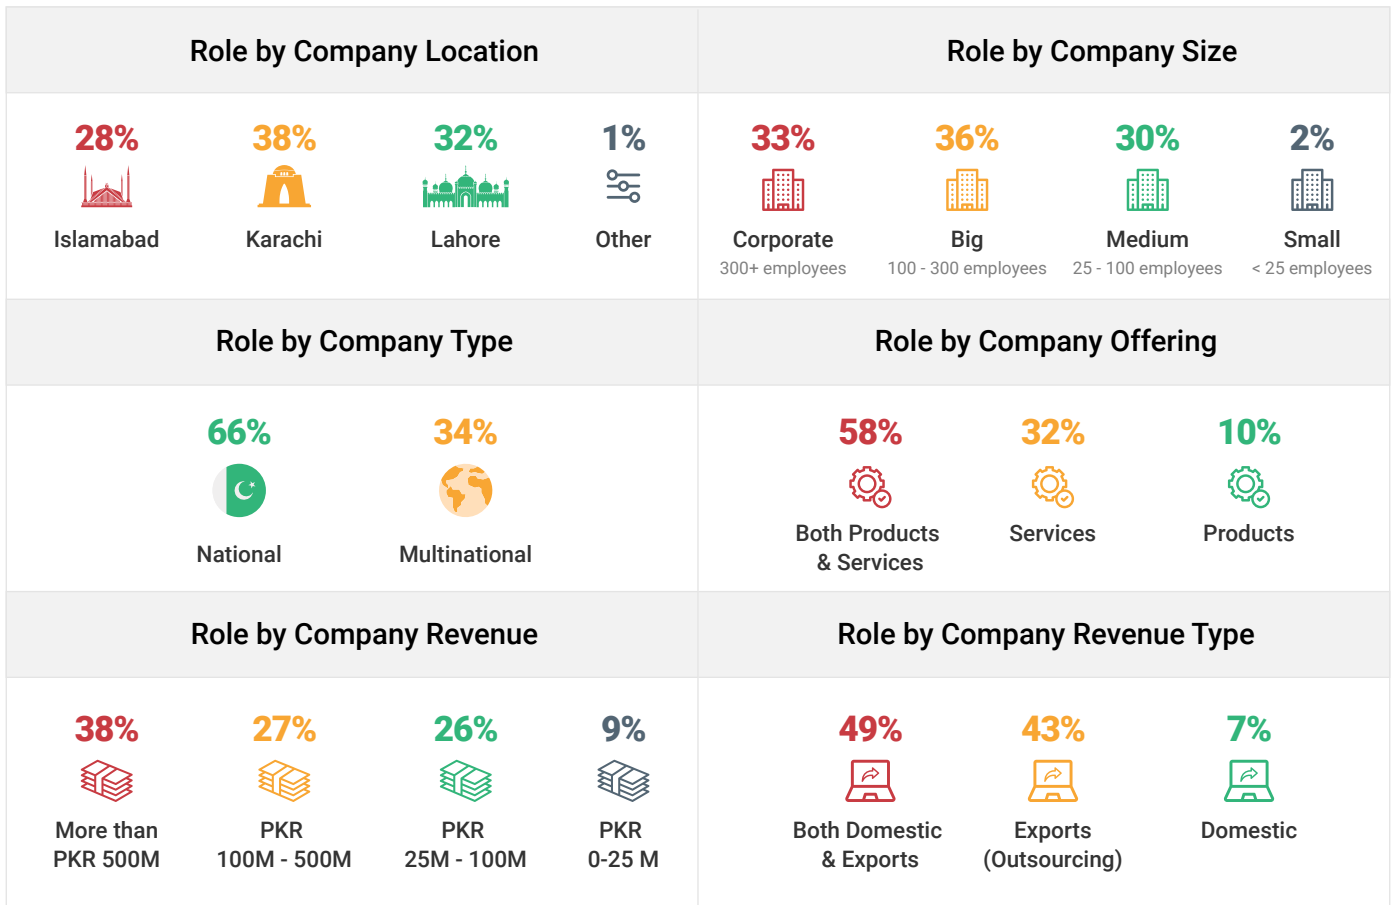 Role by Company Location
28%
38%
32%
1%
Islamabad
Karachi
Lahore
Other
Role by Company Size
33%
36%
30%
2%
Corporate
Big
Medium
Small
300+ employees
100 - 300 employees
25 - 100 employees
< 25 employees
Role by Company Type
66%
34%
National
Multinational
Role by Company Offering
58%
32%
10%
Both Products
& Services
Services
Products
Role by Company Revenue
38%
27%
26%
9%
More than
PKR 500M
PKR
100M - 500M
PKR
25M - 100M
PKR
0-25 M
Role by Company Revenue Type
49%
43%
7%
Both Domestic
& Exports
Exports
(Outsourcing)
Domestic